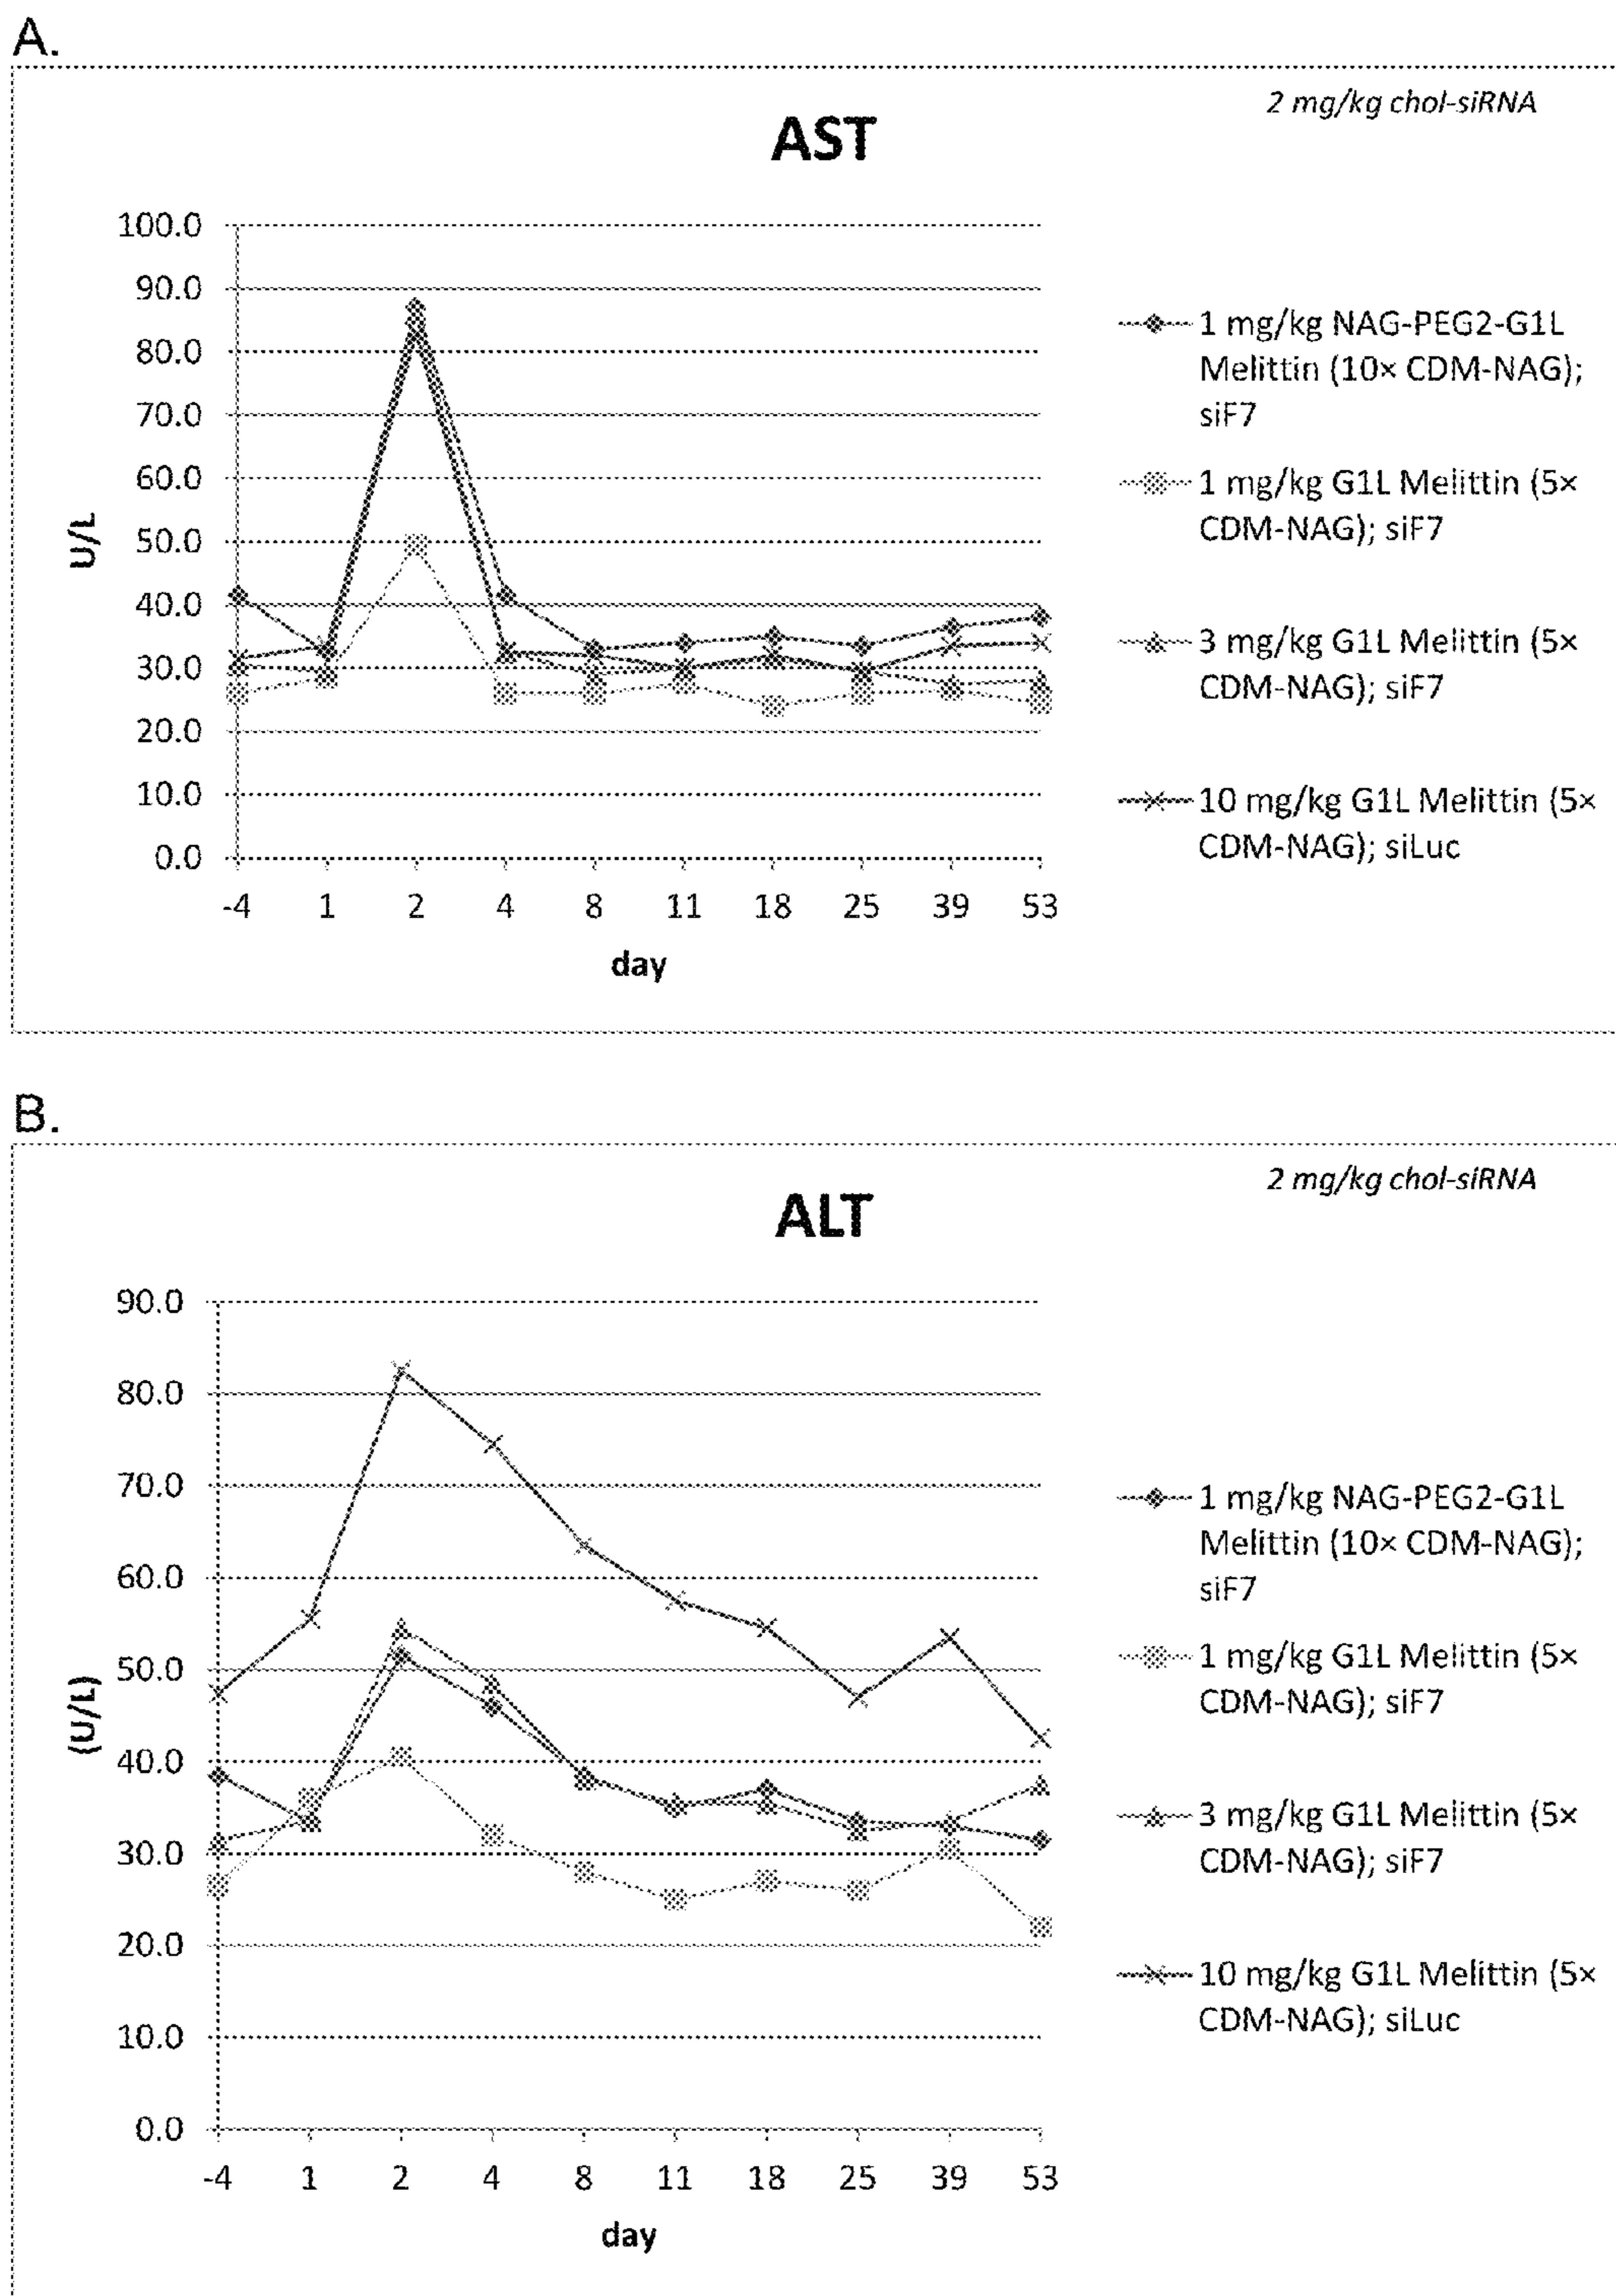 A.
2 mg/kg chol-siRNA
AST
100.0
90.0
80.0
70.0
60.0
50.0
40.0
30.0
20.0
10.0
0.0
U/L
-4 1 2 4 8 11 18 25 39 53
day
1 mg/kg NAG-PEG2-G1L
Melittin (10× CDM-NAG);
siF7
1 mg/kg G1L Melittin (5×
CDM-NAG); siF7
3 mg/kg G1L Melittin (5×
CDM-NAG); siF7
10 mg/kg G1L Melittin (5×
CDM-NAG); siLuc
B.
2 mg/kg chol-siRNA
ALT
90.0
80.0
70.0
60.0
50.0
40.0
30.0
20.0
10.0
0.0
(U/L)
-4 1 2 4 8 11 18 25 39 53
day
1 mg/kg NAG-PEG2-G1L
Melittin (10× CDM-NAG);
siF7
1 mg/kg G1L Melittin (5×
CDM-NAG); siF7
3 mg/kg G1L Melittin (5×
CDM-NAG); siF7
10 mg/kg G1L Melittin (5×
CDM-NAG); siLuc